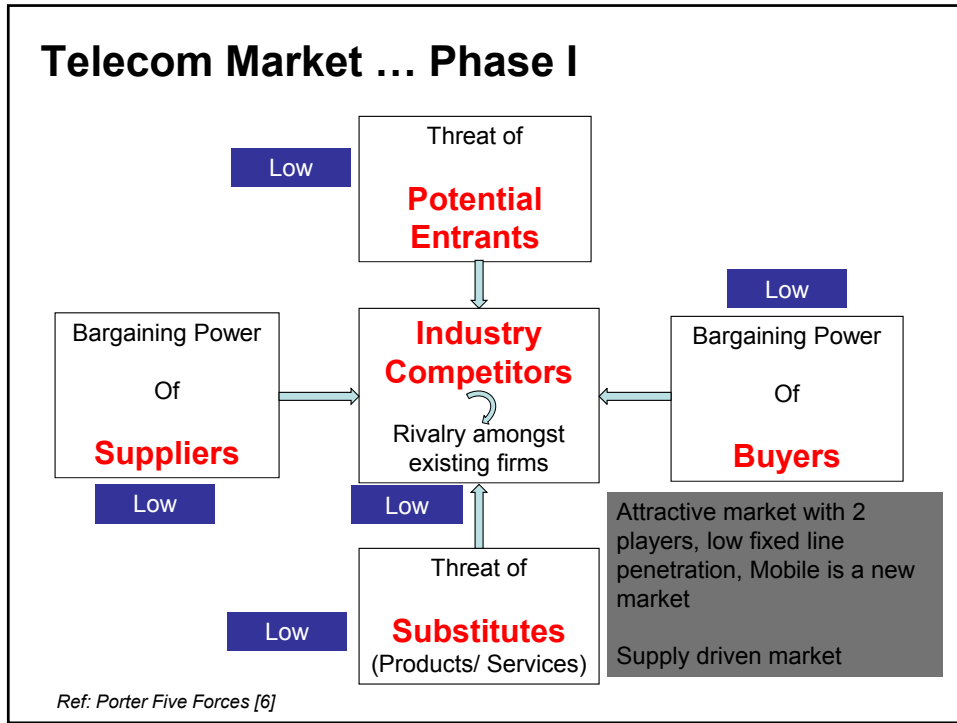 Telecom Market … Phase I
Low
Threat of
Potential
Entrants
Low
Bargaining Power
Of
Suppliers
Low
Industry
Competitors
Rivalry amongst
existing firms
Low
Bargaining Power
Of
Buyers
Low
Threat of
Substitutes
(Products/ Services)
Attractive market with 2
players, low fixed line
penetration, Mobile is a new
market
Supply driven market
Ref: Porter Five Forces [6]